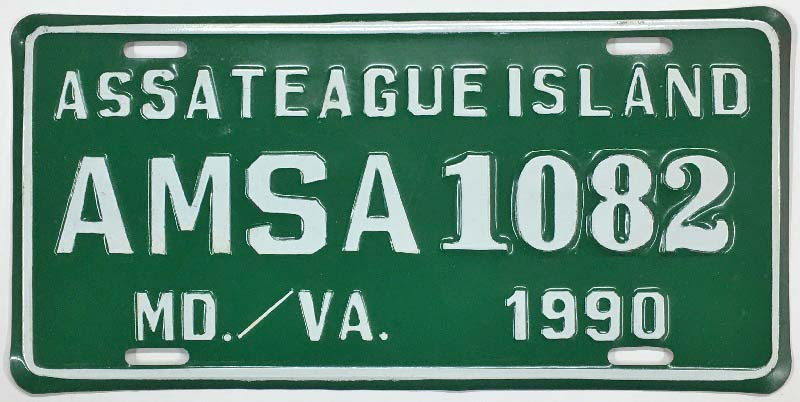 ASSATEAGUE ISLAND
AMSA 1082
MD./VA. 1990